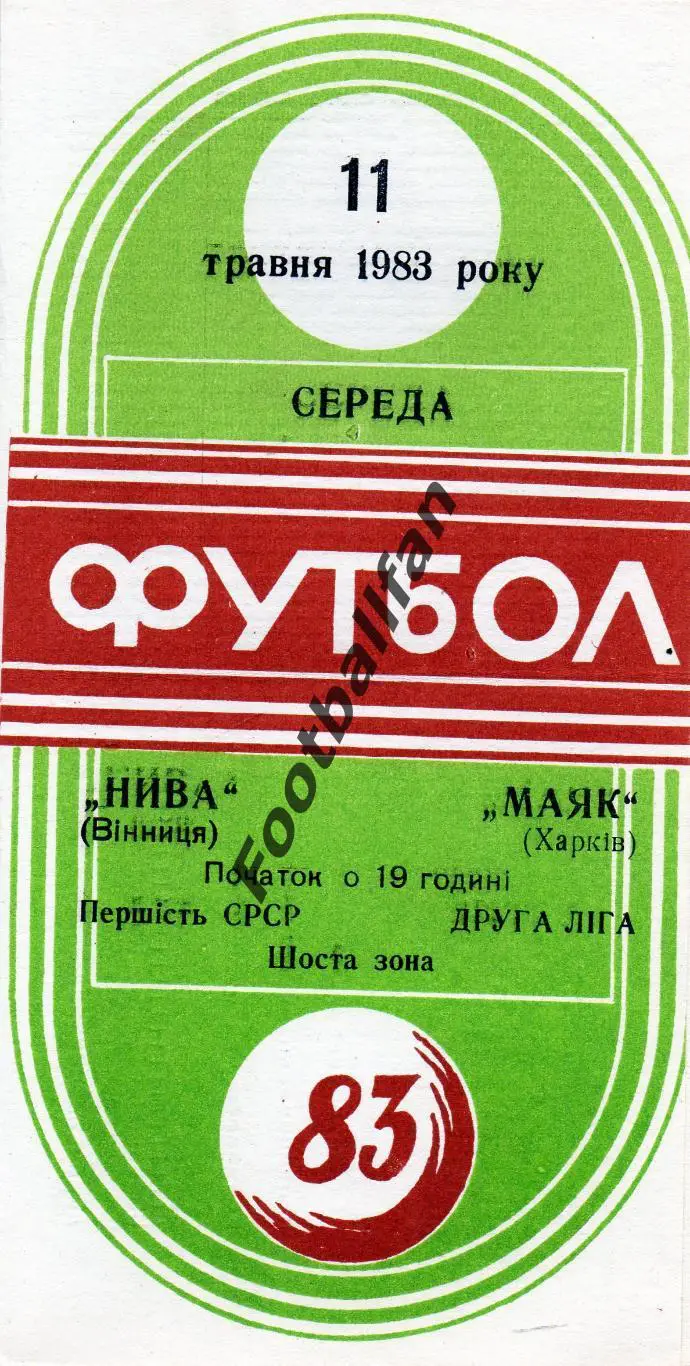 11
травня 1983 року
СЕРЕДА
ФУТБОЛ
„НИВА“ „МАЯК“
(Вінниця) (Харків)
Початок о 19 годині
Першість СРСР ДРУГА ЛІГА
Шоста зона
83
Footballfan